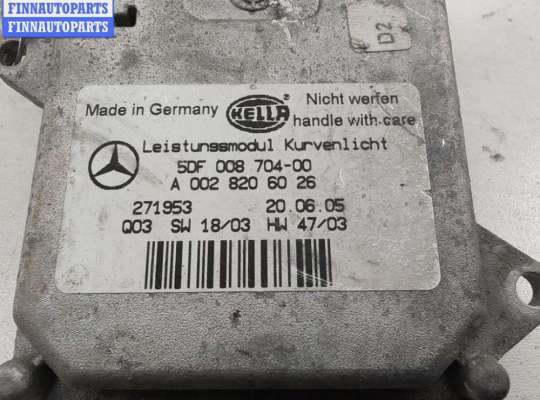 FINNAUTOPARTS
FINNAUTOPARTS
D2
Made in Germany
HELLA
®
Nicht werfen
handle with care
Leistungsmodul Kurvenlicht
5DF 008 704-00
A 002 820 60 26
271953 20.06.05
Q03 SW 18/03 HW 47/03